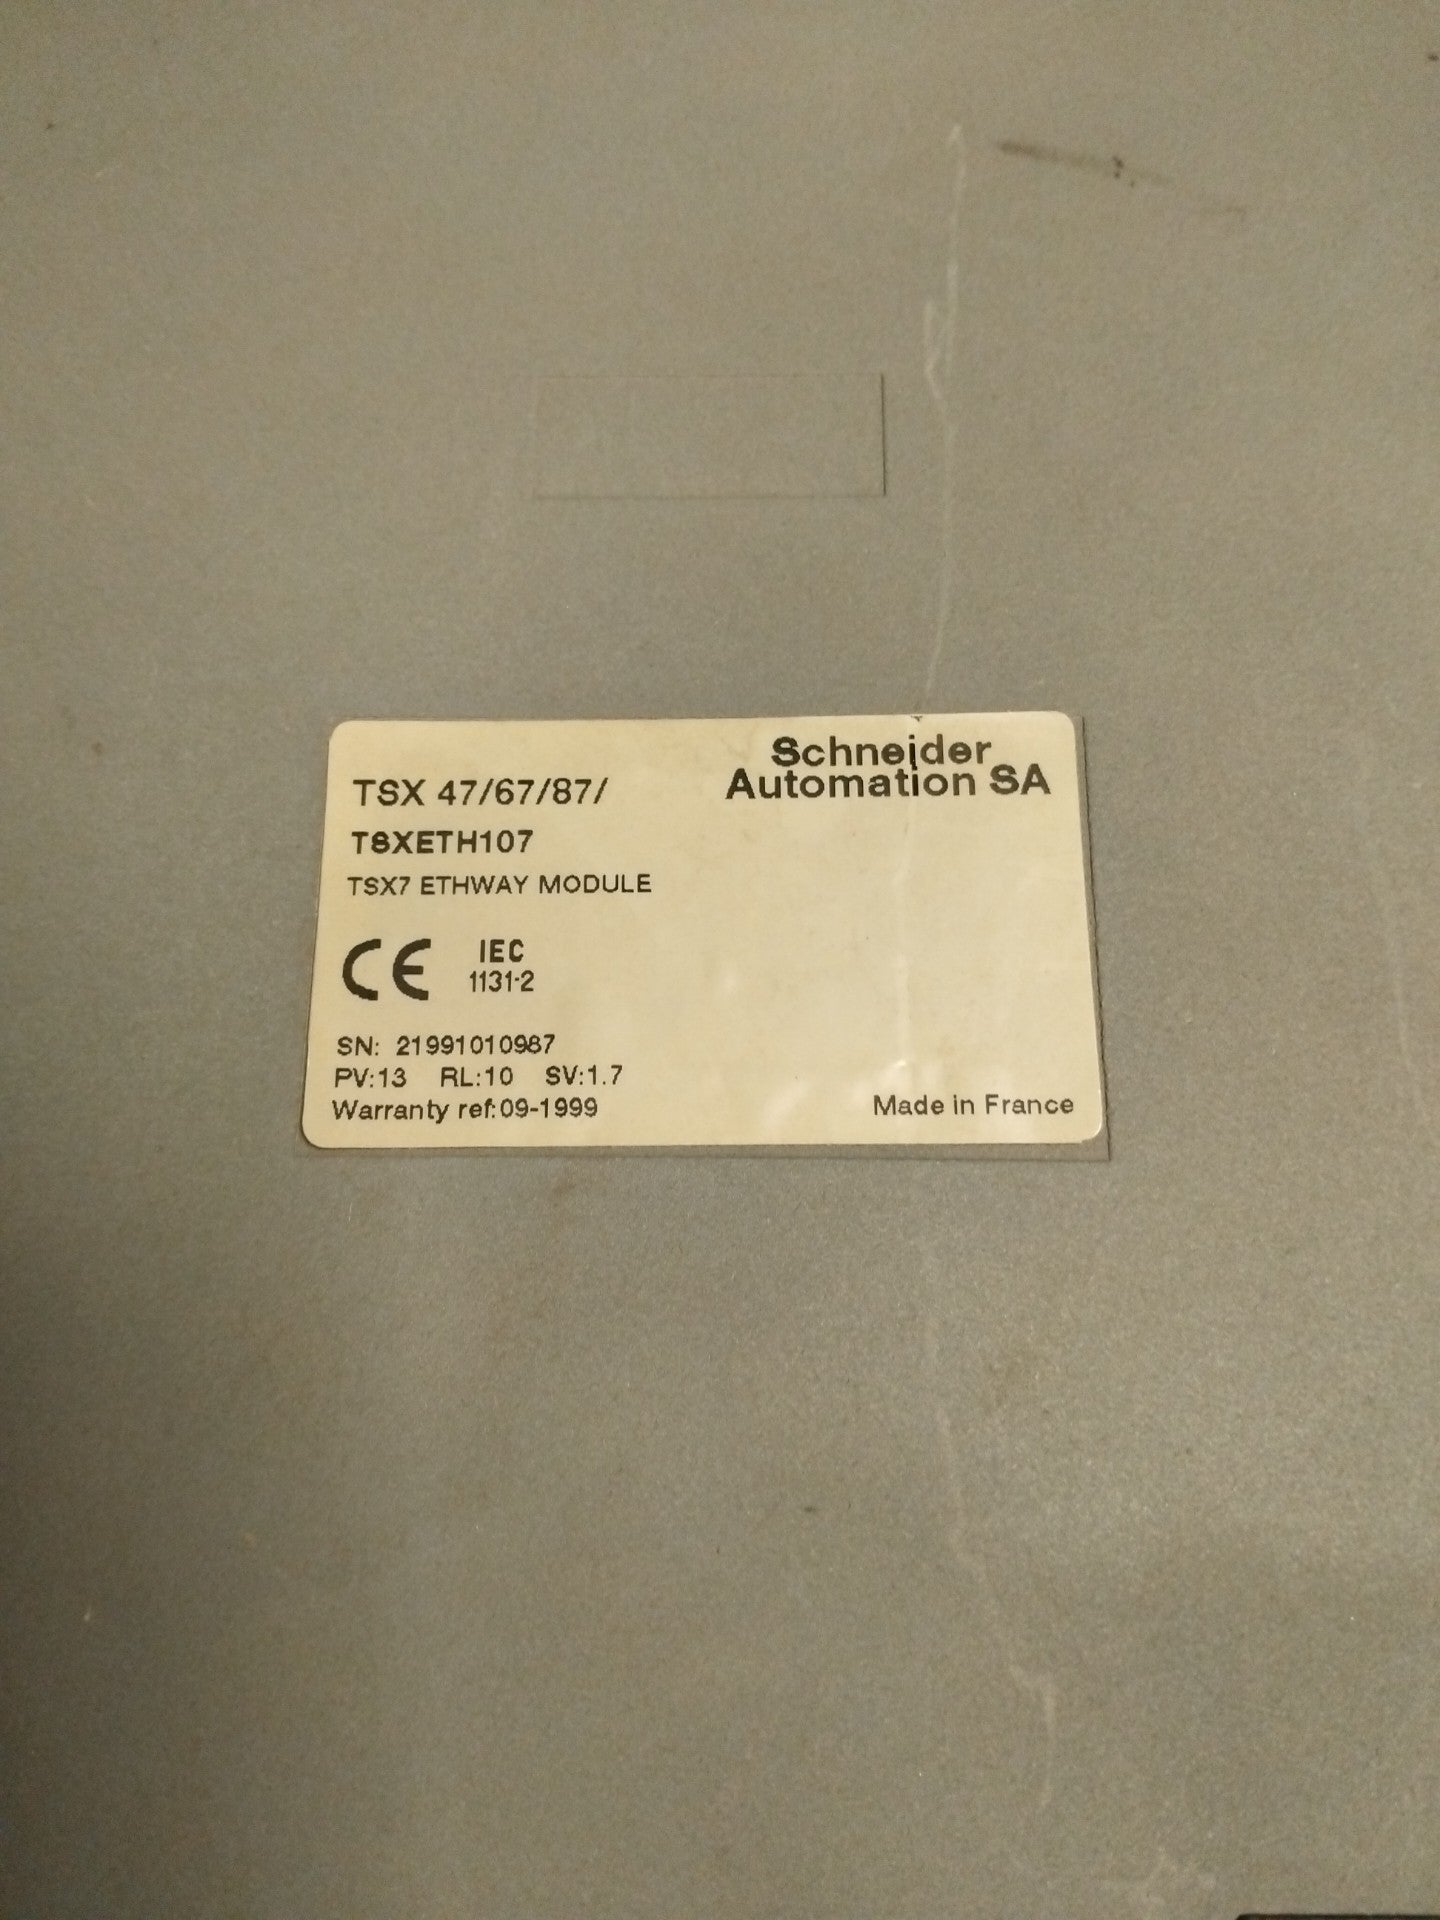 Schneider
Automation SA
TSX 47/67/87/
TSXETH107
TSX7 ETHWAY MODULE
CE IEC
1131-2
SN: 21991010987
PV:13 RL:10 SV:1.7
Warranty ref:09-1999
Made in France